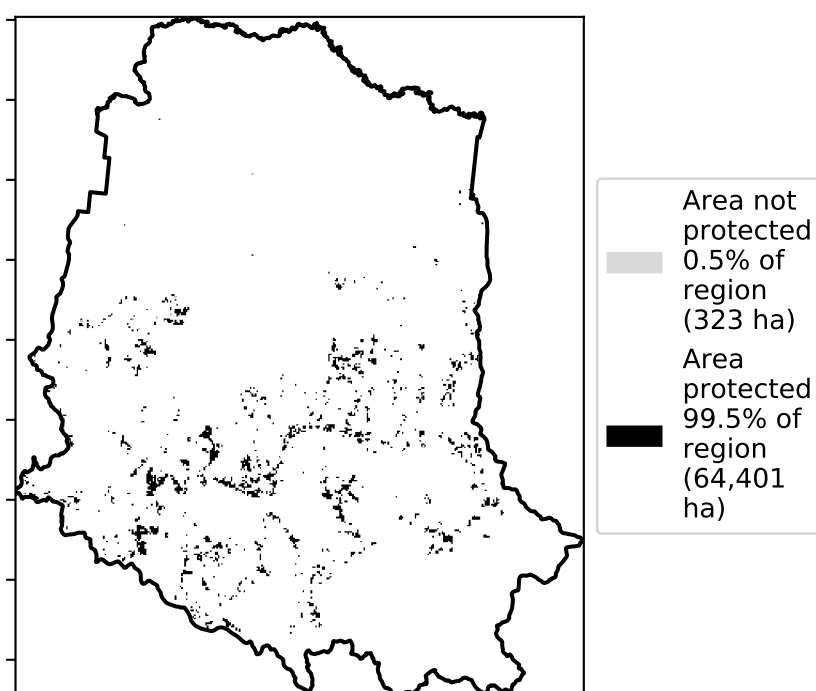 Area not
protected
0.5% of
region
(323 ha)
Area
protected
99.5% of
region
(64,401
ha)